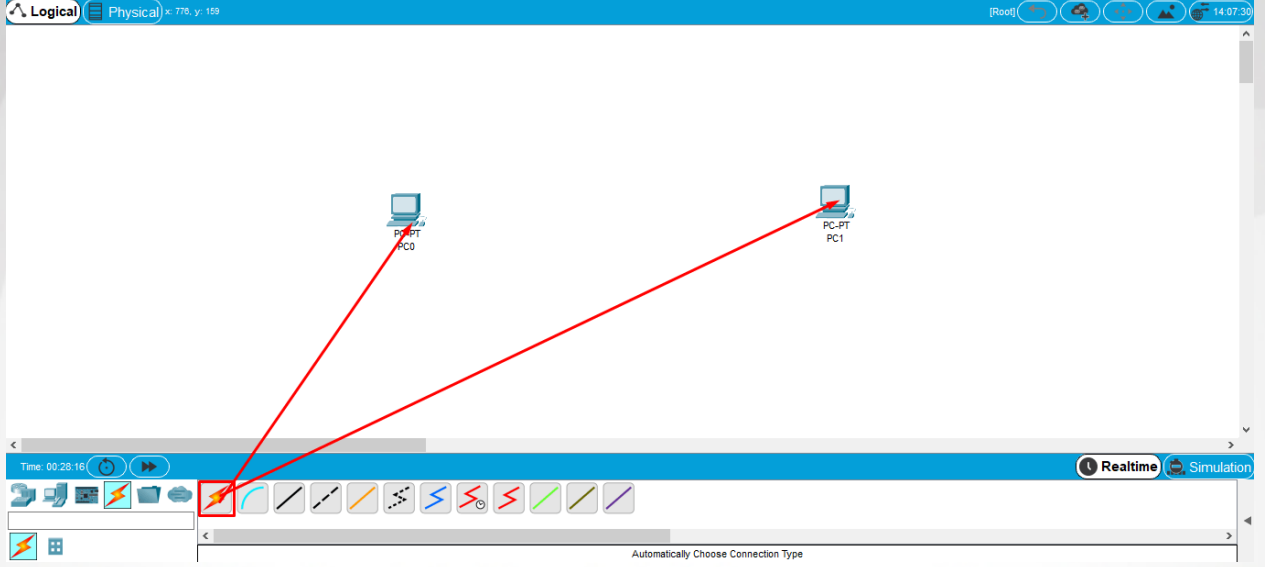 Logical Physical x: 776, y: 159 [Root] 14:07:30
PC-PT
PC0
PC-PT
PC1
Time: 00:28:16 Realtime Simulation
Automatically Choose Connection Type